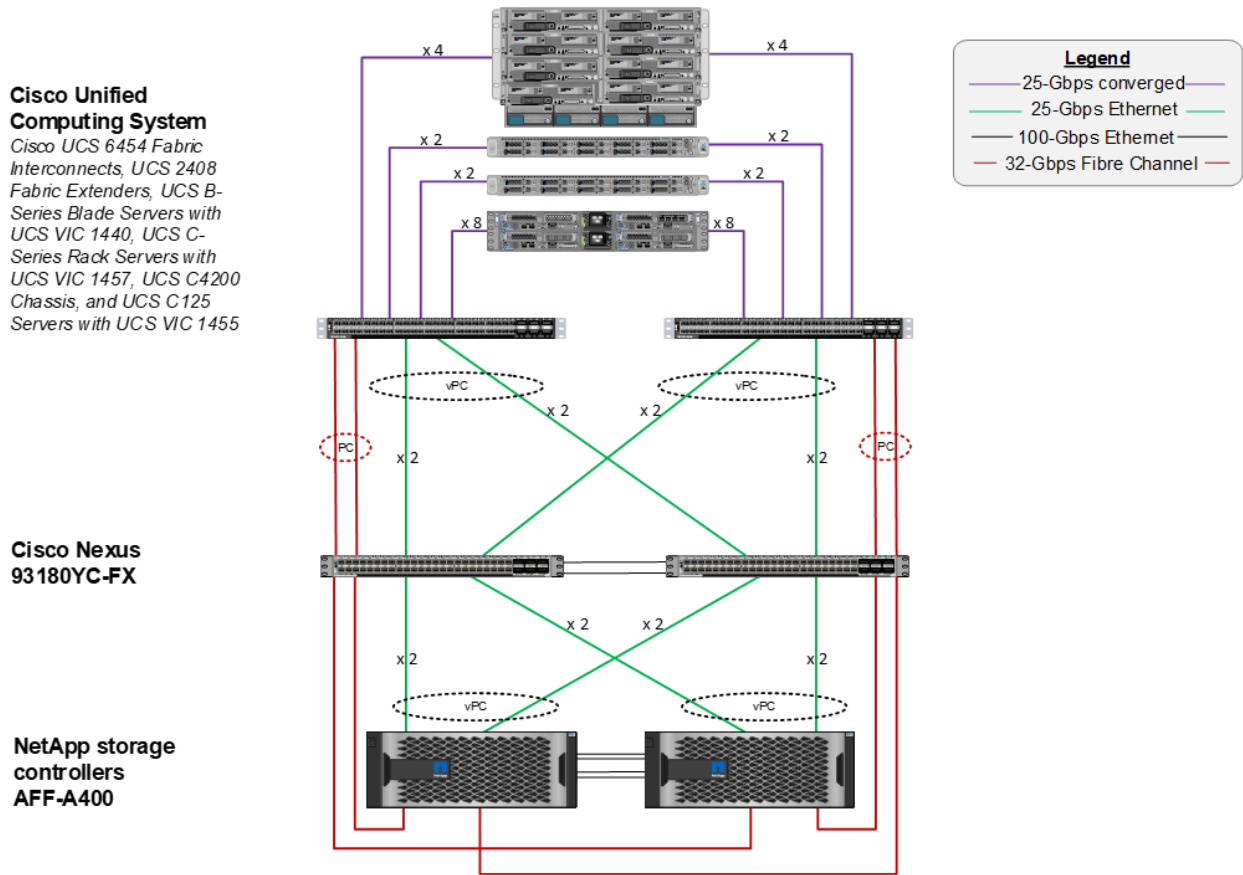 x 4
x 4
Legend
25-Gbps converged
25-Gbps Ethernet
100-Gbps Ethernet
32-Gbps Fibre Channel
Cisco Unified
Computing System
Cisco UCS 6454 Fabric
Interconnects, UCS 2408
Fabric Extenders, UCS B-
Series Blade Servers with
UCS VIC 1440, UCS C-
Series Rack Servers with
UCS VIC 1457, UCS C4200
Chassis, and UCS C125
Servers with UCS VIC 1455
x 2
x 2
x 2
x 2
x 8
x 8
vPC
vPC
x 2
x 2
PC
PC
x 2
x 2
Cisco Nexus
93180YC-FX
x 2
x 2
x 2
x 2
vPC
vPC
NetApp storage
controllers
AFF-A400
NetApp
NetApp